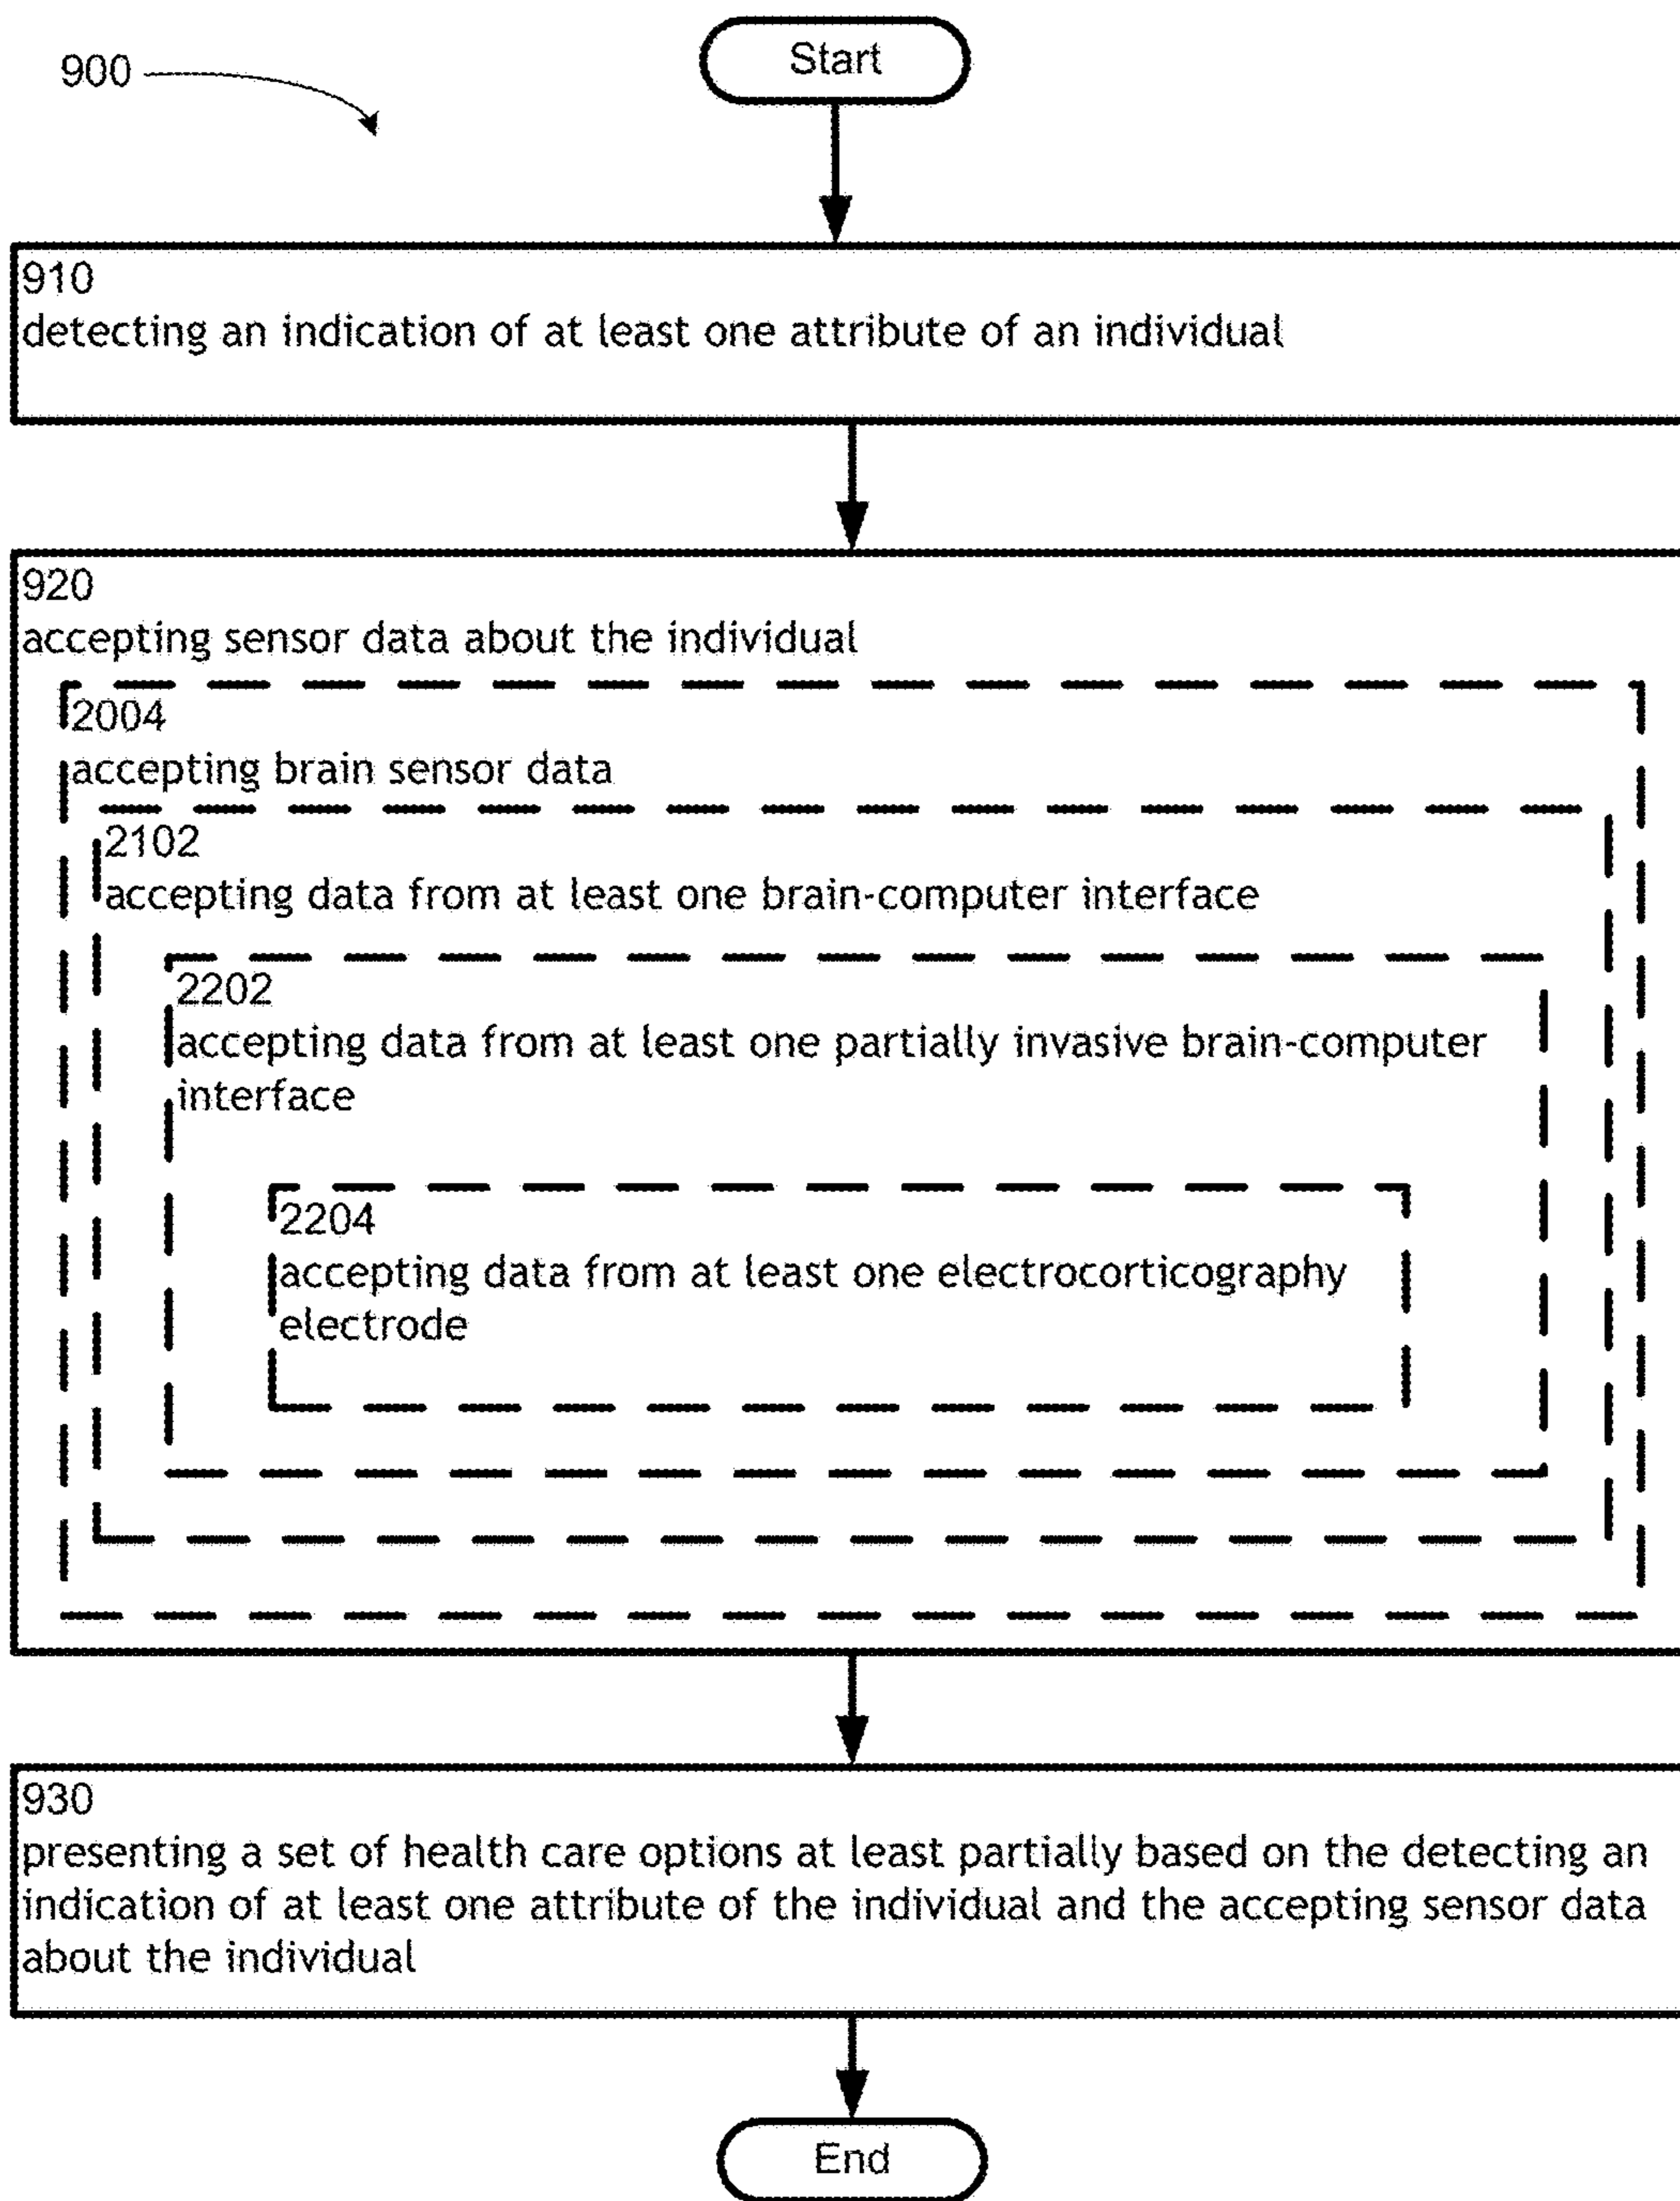 Start
900
910
detecting an indication of at least one attribute of an individual
920
accepting sensor data about the individual
2004
accepting brain sensor data
2102
accepting data from at least one brain-computer interface
2202
accepting data from at least one partially invasive brain-computer
interface
2204
accepting data from at least one electrocorticography
electrode
930
presenting a set of health care options at least partially based on the detecting an
indication of at least one attribute of the individual and the accepting sensor data
about the individual
End